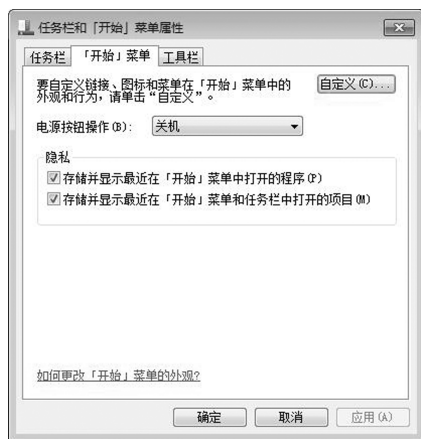 任务栏和「开始」菜单属性
任务栏 「开始」菜单 工具栏
要自定义链接、图标和菜单在「开始」菜单中的 自定义(C)...
外观和行为，请单击“自定义”。
电源按钮操作(B): 关机
隐私
存储并显示最近在「开始」菜单中打开的程序(P)
存储并显示最近在「开始」菜单和任务栏中打开的项目(M)
如何更改「开始」菜单的外观?
确定 取消 应用(A)